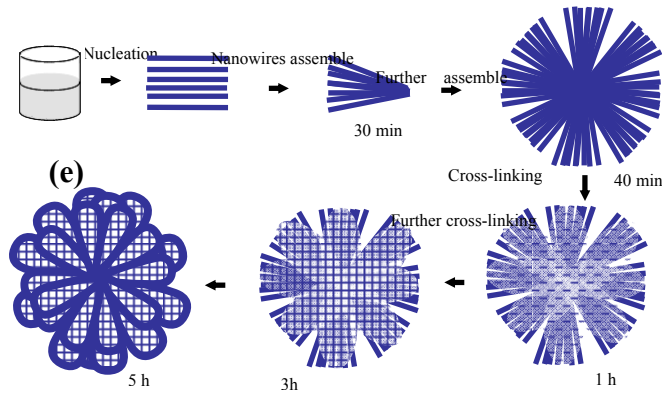 Nucleation
Nanowires assemble
Further assemble
30 min
40 min
Cross-linking
(e)
Further cross-linking
5 h
3h
1 h